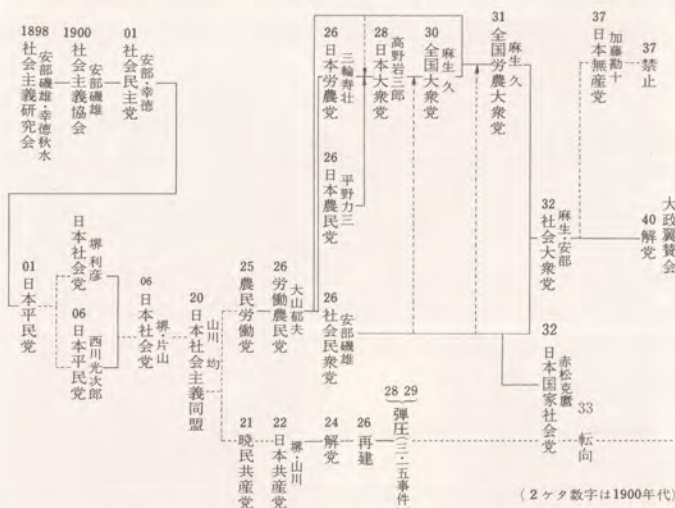 1898
社会主義研究会
安部磯雄・幸徳秋水
1900
社会主義協会
安部磯雄
01
社会民主党
安部・幸徳
01
日本平民党
日本社会党
堺 利彦
06
日本平民党
西川光次郎
06
日本社会党
堺・片山
20
日本社会主義同盟
山川 均
25
農民労働党
26
労働農民党
大山郁夫
21
暁民共産党
22
日本共産党
堺・山川
24
解党
26
再建
28 29
弾圧(三・一五事件
26
日本労農党
三輪寿壮
26
日本農民党
平野力三
26
社会民衆党
安部磯雄
28
日本大衆党
高野岩三郎
30
全国大衆党
麻生 久
31
全国労農大衆党
麻生 久
32
社会大衆党
麻生・安部
32
日本国家社会党
赤松克麿
33
転向
37
日本無産党
加藤勘十
37
禁止
40
解党
大政翼賛会
(2ケタ数字は1900年代)